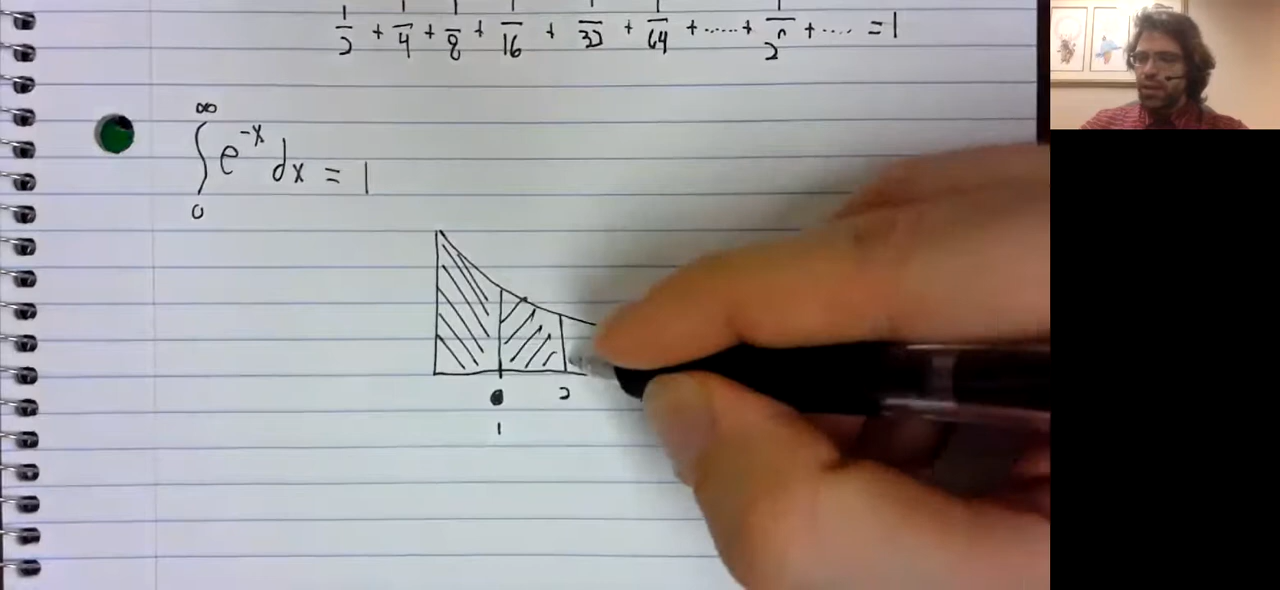 1/2 + 1/4 + 1/8 + 1/16 + 1/32 + 1/64 + ...... + 1/2^n + .... = 1
∫₀^∞ e^(-x) dx = 1
2
1